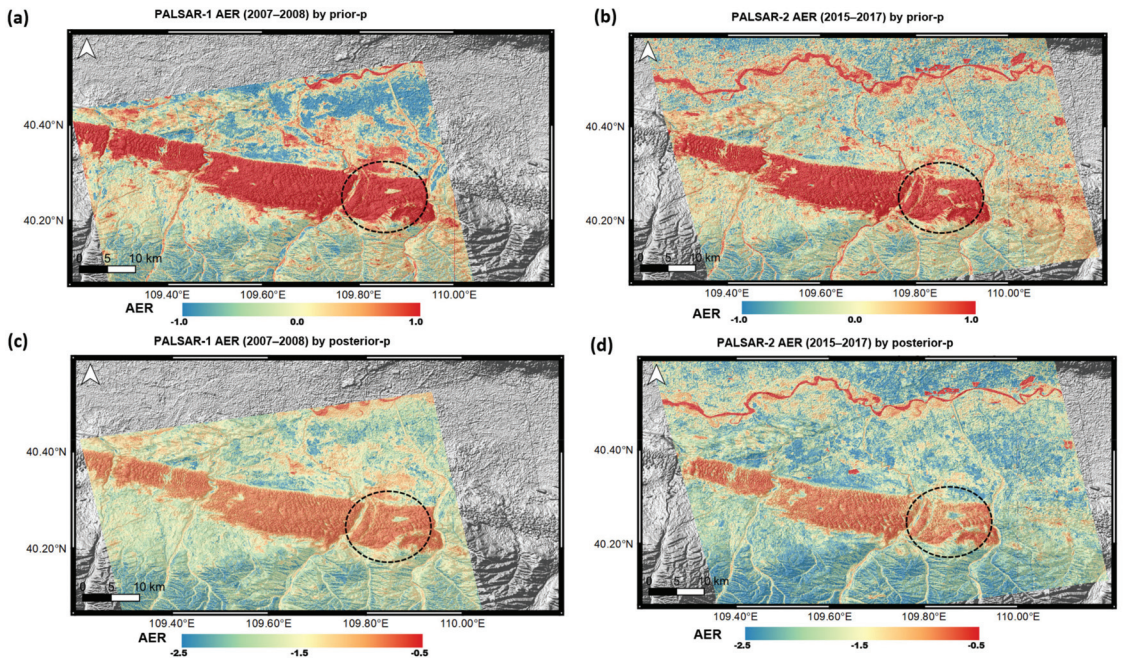 (a)
PALSAR-1 AER (2007–2008) by prior-p
40.40°N
40.20°N
0 5 10 km
109.40°E 109.60°E 109.80°E 110.00°E
AER
-1.0 0.0 1.0
(b)
PALSAR-2 AER (2015–2017) by prior-p
40.40°N
40.20°N
0 5 10 km
109.40°E 109.60°E 109.80°E 110.00°E
AER
-1.0 0.0 1.0
(c)
PALSAR-1 AER (2007–2008) by posterior-p
40.40°N
40.20°N
0 5 10 km
109.40°E 109.60°E 109.80°E 110.00°E
AER
-2.5 -1.5 -0.5
(d)
PALSAR-2 AER (2015–2017) by posterior-p
40.40°N
40.20°N
0 5 10 km
109.40°E 109.60°E 109.80°E 110.00°E
AER
-2.5 -1.5 -0.5